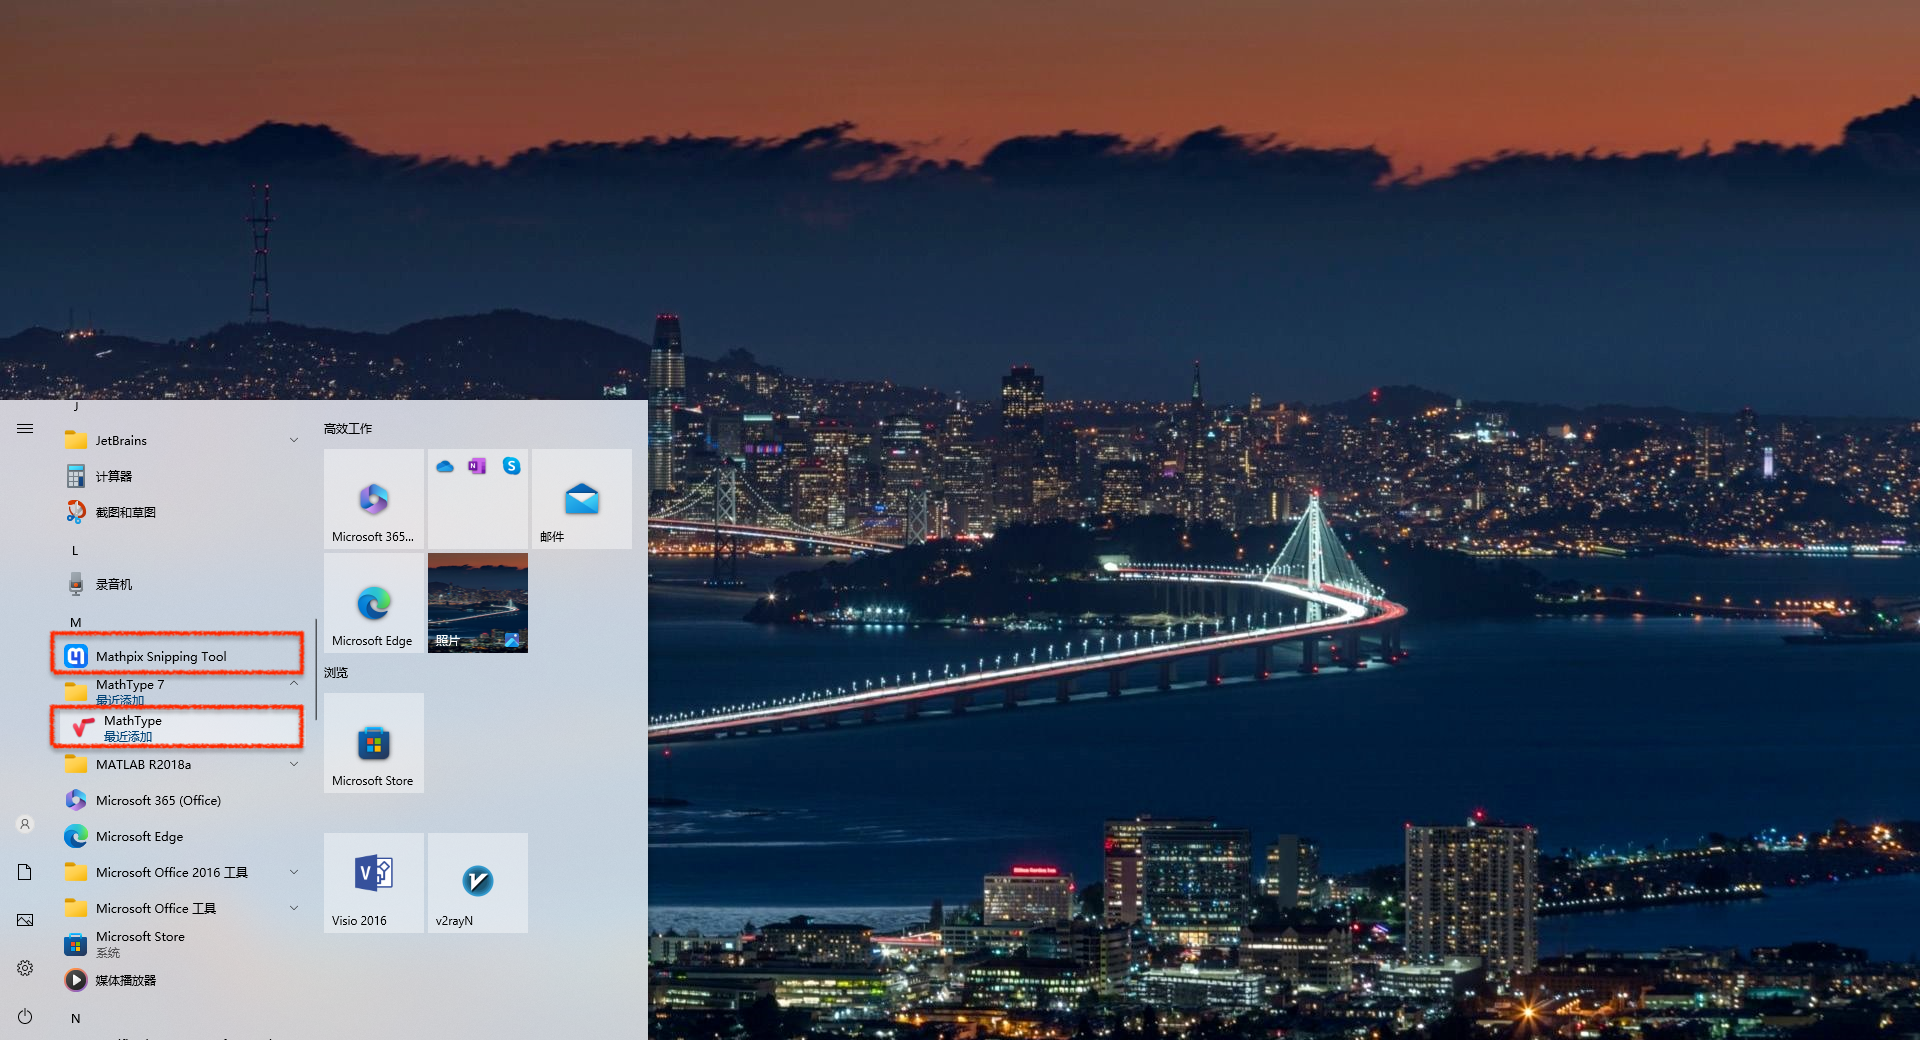 J
JetBrains
计算器
截图和草图
L
录音机
M
Mathpix Snipping Tool
MathType 7
最近添加
MathType
最近添加
MATLAB R2018a
Microsoft 365 (Office)
Microsoft Edge
Microsoft Office 2016 工具
Microsoft Office 工具
Microsoft Store
系统
媒体播放器
N
高效工作
Microsoft 365...
邮件
Microsoft Edge
照片
浏览
Microsoft Store
Visio 2016
v2rayN